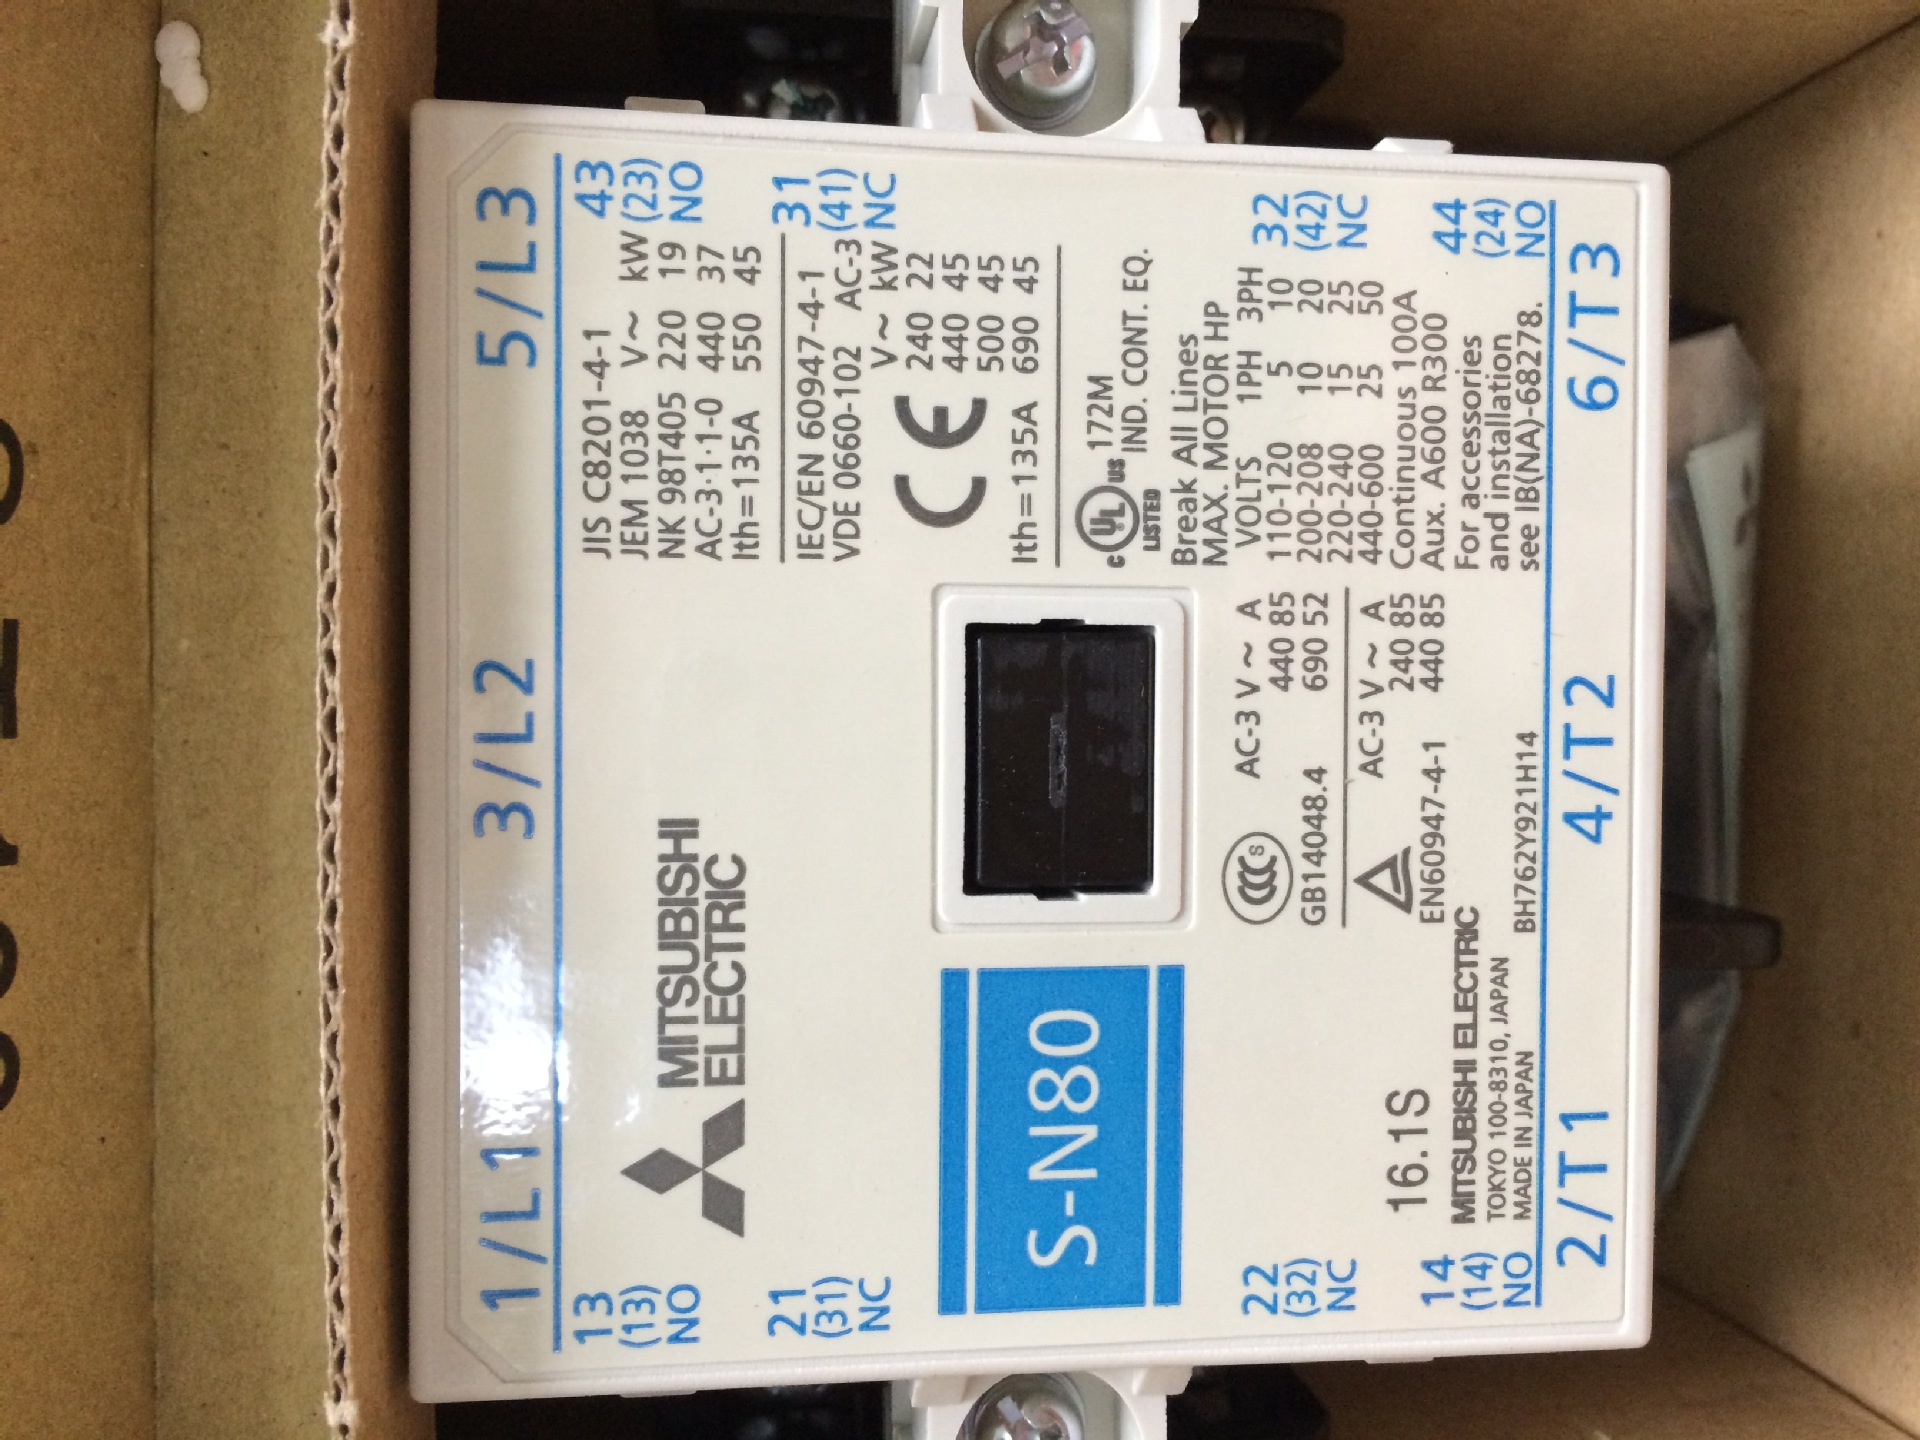 1/L1 3/L2 5/L3
13
(13)
NO
43
(23)
NO
MITSUBISHI
ELECTRIC
JIS C8201-4-1
JEM 1038 V~ kW
NK 98T405 220 19
AC-3·1·1-0 440 37
Ith=135A 550 45
21
(31)
NC
31
(41)
NC
IEC/EN 60947-4-1
VDE 0660-102 AC-3
V~ kW
CE 240 22
440 45
500 45
Ith=135A 690 45
S-N80
c UL us 172M
LISTED IND. CONT. EQ.
Break All Lines
MAX. MOTOR HP
VOLTS 1PH 3PH
110-120 5 10
200-208 10 20
220-240 15 25
440-600 25 50
Continuous 100A
Aux. A600 R300
For accessories
and installation
see IB(NA)-68278.
CCC S AC-3 V ~ A
440 85
GB14048.4 690 52
AC-3 V ~ A
240 85
EN60947-4-1 440 85
22
(32)
NC
32
(42)
NC
16.1S
MITSUBISHI ELECTRIC
TOKYO 100-8310, JAPAN
MADE IN JAPAN BH762Y921H14
14
(14)
NO
44
(24)
NO
2/T1 4/T2 6/T3